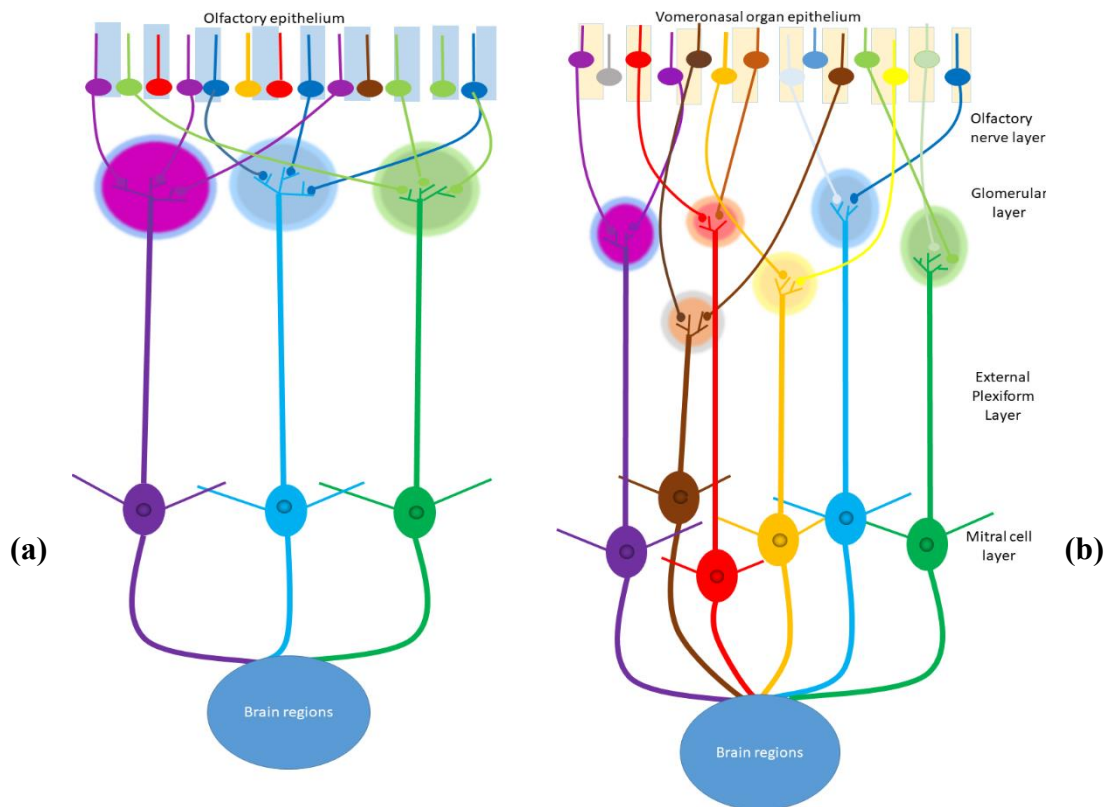 Olfactory epithelium
Vomeronasal organ epithelium
Olfactory
nerve layer
Glomerular
layer
External
Plexiform
Layer
(a)
Mitral cell
layer
(b)
Brain regions
Brain regions